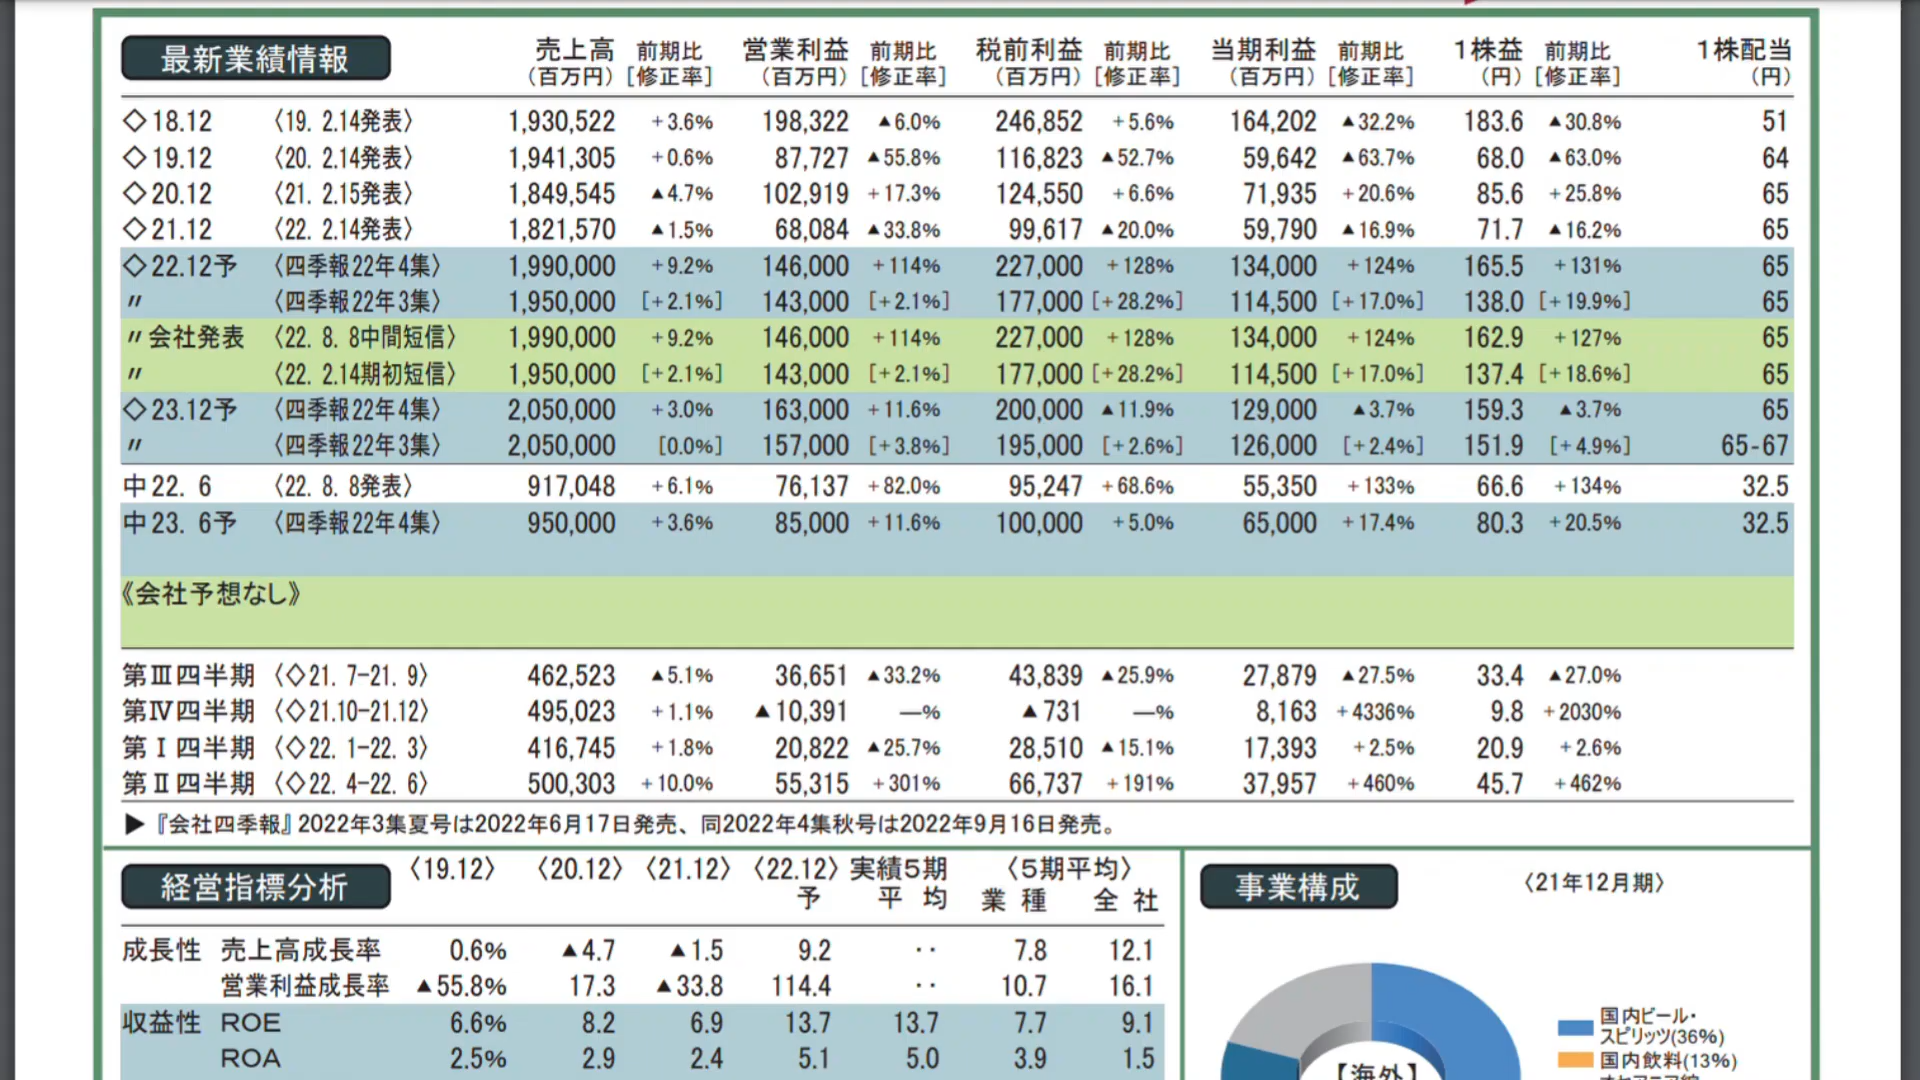 最新業績情報 売上高 前期比 営業利益 前期比 税前利益 前期比 当期利益 前期比 1株益 前期比 1株配当
(百万円) [修正率] (百万円) [修正率] (百万円) [修正率] (百万円) [修正率] (円) [修正率] (円)
◇18.12 〈19. 2.14発表〉 1,930,522 +3.6% 198,322 ▲6.0% 246,852 +5.6% 164,202 ▲32.2% 183.6 ▲30.8% 51
◇19.12 〈20. 2.14発表〉 1,941,305 +0.6% 87,727 ▲55.8% 116,823 ▲52.7% 59,642 ▲63.7% 68.0 ▲63.0% 64
◇20.12 〈21. 2.15発表〉 1,849,545 ▲4.7% 102,919 +17.3% 124,550 +6.6% 71,935 +20.6% 85.6 +25.8% 65
◇21.12 〈22. 2.14発表〉 1,821,570 ▲1.5% 68,084 ▲33.8% 99,617 ▲20.0% 59,790 ▲16.9% 71.7 ▲16.2% 65
◇22.12予 〈四季報22年4集〉 1,990,000 +9.2% 146,000 +114% 227,000 +128% 134,000 +124% 165.5 +131% 65
〃 〈四季報22年3集〉 1,950,000 [+2.1%] 143,000 [+2.1%] 177,000 [+28.2%] 114,500 [+17.0%] 138.0 [+19.9%] 65
〃会社発表 〈22. 8. 8中間短信〉 1,990,000 +9.2% 146,000 +114% 227,000 +128% 134,000 +124% 162.9 +127% 65
〃 〈22. 2.14期初短信〉 1,950,000 [+2.1%] 143,000 [+2.1%] 177,000 [+28.2%] 114,500 [+17.0%] 137.4 [+18.6%] 65
◇23.12予 〈四季報22年4集〉 2,050,000 +3.0% 163,000 +11.6% 200,000 ▲11.9% 129,000 ▲3.7% 159.3 ▲3.7% 65
〃 〈四季報22年3集〉 2,050,000 [0.0%] 157,000 [+3.8%] 195,000 [+2.6%] 126,000 [+2.4%] 151.9 [+4.9%] 65-67
中22. 6 〈22. 8. 8発表〉 917,048 +6.1% 76,137 +82.0% 95,247 +68.6% 55,350 +133% 66.6 +134% 32.5
中23. 6予 〈四季報22年4集〉 950,000 +3.6% 85,000 +11.6% 100,000 +5.0% 65,000 +17.4% 80.3 +20.5% 32.5
《会社予想なし》
第Ⅲ四半期 〈◇21. 7-21. 9〉 462,523 ▲5.1% 36,651 ▲33.2% 43,839 ▲25.9% 27,879 ▲27.5% 33.4 ▲27.0%
第Ⅳ四半期 〈◇21.10-21.12〉 495,023 +1.1% ▲10,391 ―% ▲731 ―% 8,163 +4336% 9.8 +2030%
第Ⅰ四半期 〈◇22. 1-22. 3〉 416,745 +1.8% 20,822 ▲25.7% 28,510 ▲15.1% 17,393 +2.5% 20.9 +2.6%
第Ⅱ四半期 〈◇22. 4-22. 6〉 500,303 +10.0% 55,315 +301% 66,737 +191% 37,957 +460% 45.7 +462%
▶『会社四季報』2022年3集夏号は2022年6月17日発売、同2022年4集秋号は2022年9月16日発売。
経営指標分析 〈19.12〉 〈20.12〉 〈21.12〉 〈22.12〉 実績5期 〈5期平均〉
予 平 均 業 種 全 社
成長性 売上高成長率 0.6% ▲4.7 ▲1.5 9.2 ‥ 7.8 12.1
営業利益成長率 ▲55.8% 17.3 ▲33.8 114.4 ‥ 10.7 16.1
収益性 ROE 6.6% 8.2 6.9 13.7 13.7 7.7 9.1
ROA 2.5% 2.9 2.4 5.1 5.0 3.9 1.5
事業構成 〈21年12月期〉
国内ビール・
スピリッツ(36%)
国内飲料(13%)
【海外】